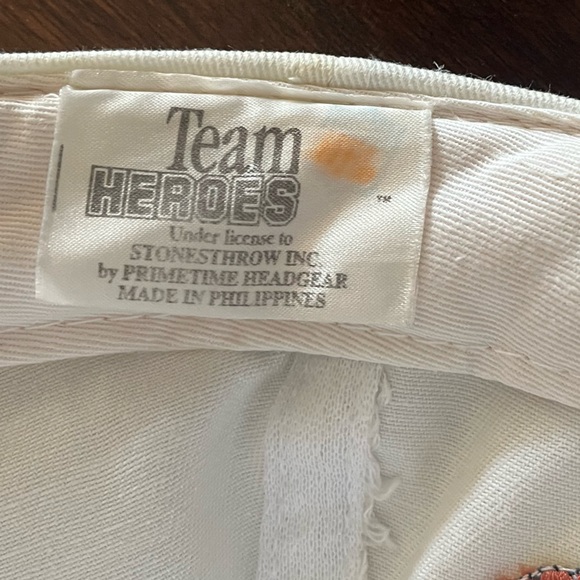 Team
HEROES
TM
Under license to
STONESTHROW INC
by PRIMETIME HEADGEAR
MADE IN PHILIPPINES